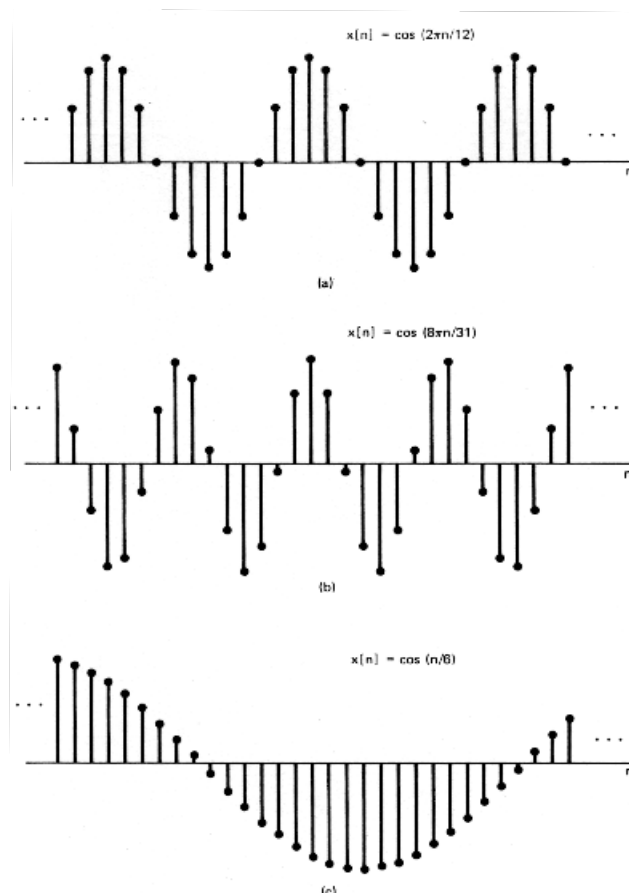 x[n] = cos (2πn/12)
. . .
. . .
n
(a)
x[n] = cos (8πn/31)
. . .
. . .
n
(b)
x[n] = cos (n/6)
. . .
. . .
n
(c)